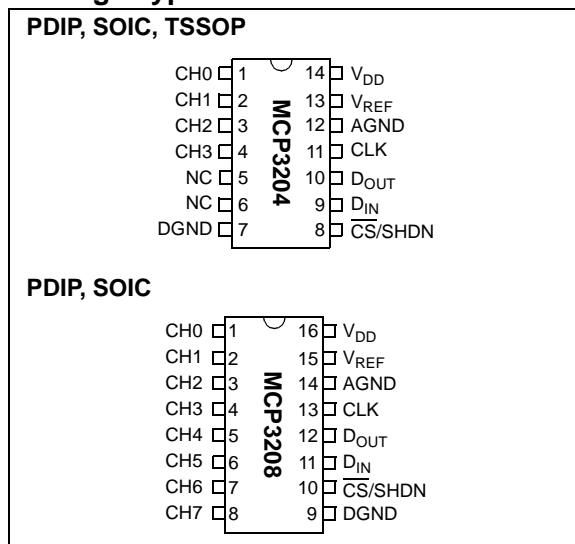 PDIP, SOIC, TSSOP
CH0 1 14 VDD
CH1 2 13 VREF
CH2 3 12 AGND
CH3 4 11 CLK
NC 5 10 DOUT
NC 6 9 DIN
DGND 7 8 CS/SHDN
MCP3204
PDIP, SOIC
CH0 1 16 VDD
CH1 2 15 VREF
CH2 3 14 AGND
CH3 4 13 CLK
CH4 5 12 DOUT
CH5 6 11 DIN
CH6 7 10 CS/SHDN
CH7 8 9 DGND
MCP3208